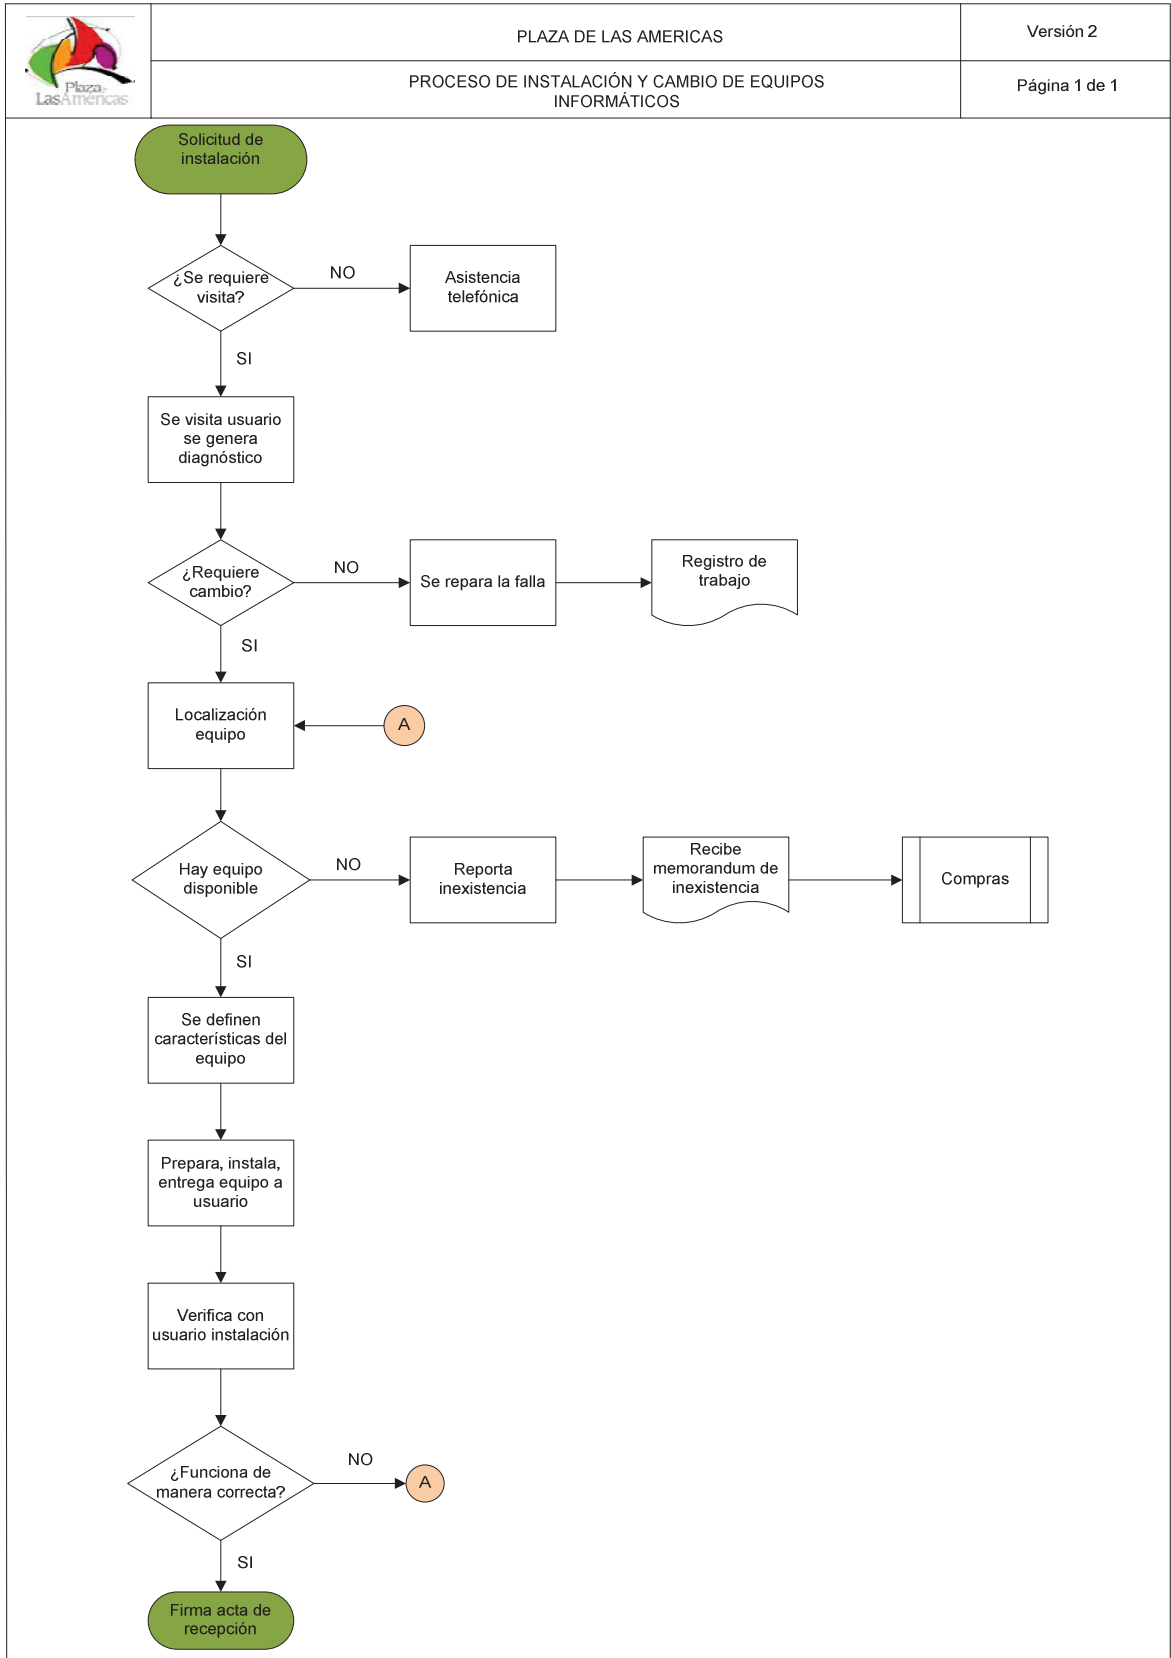 Plaza de
LasAmericas
PLAZA DE LAS AMERICAS
Versión 2
PROCESO DE INSTALACIÓN Y CAMBIO DE EQUIPOS
INFORMÁTICOS
Página 1 de 1
Solicitud de
instalación
¿Se requiere
visita?
NO
Asistencia
telefónica
SI
Se visita usuario
se genera
diagnóstico
¿Requiere
cambio?
NO
Se repara la falla
Registro de
trabajo
SI
Localización
equipo
A
Hay equipo
disponible
NO
Reporta
inexistencia
Recibe
memorandum de
inexistencia
Compras
SI
Se definen
características del
equipo
Prepara, instala,
entrega equipo a
usuario
Verifica con
usuario instalación
¿Funciona de
manera correcta?
NO
A
SI
Firma acta de
recepción